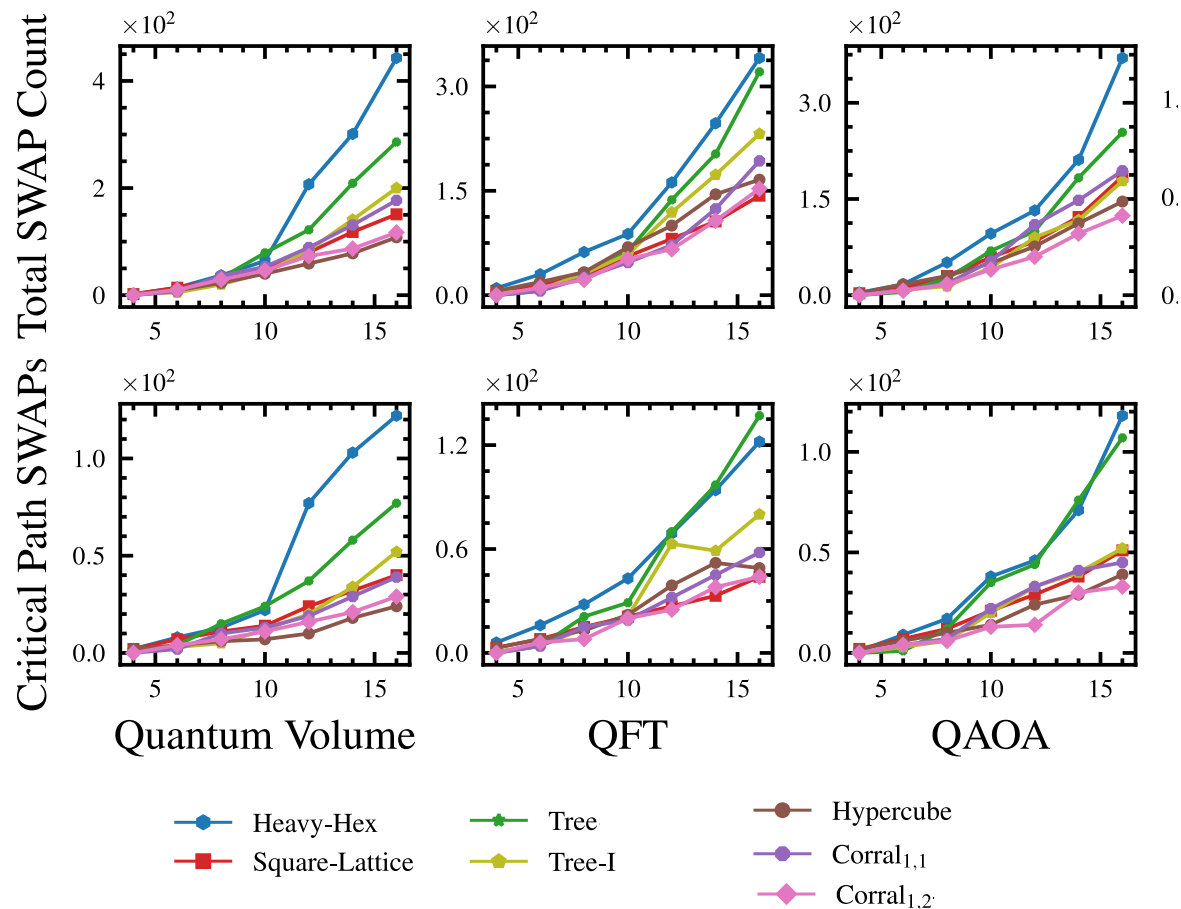 ×10² ×10² ×10²
Total SWAP Count
4 2 0
3.0 1.5 0.0
3.0 1.5 0.0
1. 0. 0.
5 10 15 5 10 15 5 10 15
×10² ×10² ×10²
Critical Path SWAPs
1.0 0.5 0.0
1.2 0.6 0.0
1.0 0.5 0.0
5 10 15 5 10 15 5 10 15
Quantum Volume QFT QAOA
Heavy-Hex Tree Hypercube
Square-Lattice Tree-I Corral₁,₁
Corral₁,₂